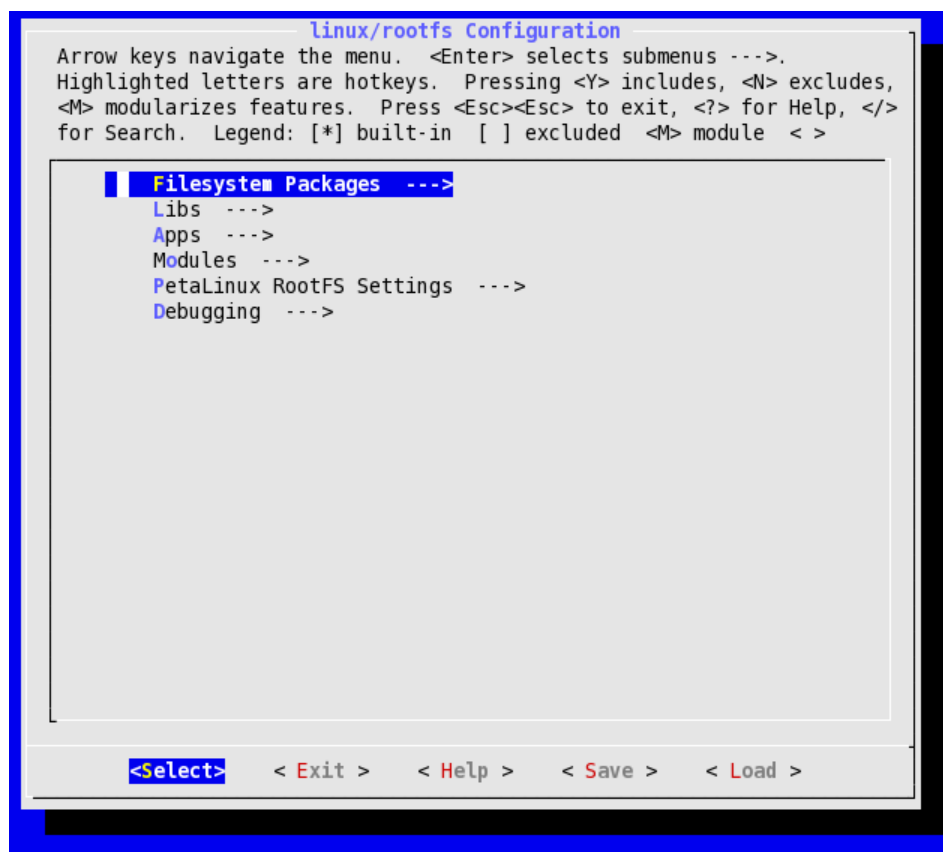 linux/rootfs Configuration
Arrow keys navigate the menu.  <Enter> selects submenus --->.
Highlighted letters are hotkeys.  Pressing <Y> includes, <N> excludes,
<M> modularizes features.  Press <Esc><Esc> to exit, <?> for Help, </>
for Search.  Legend: [*] built-in  [ ] excluded  <M> module  < >
Filesystem Packages  --->
Libs  --->
Apps  --->
Modules  --->
PetaLinux RootFS Settings  --->
Debugging  --->
<Select>    < Exit >    < Help >    < Save >    < Load >